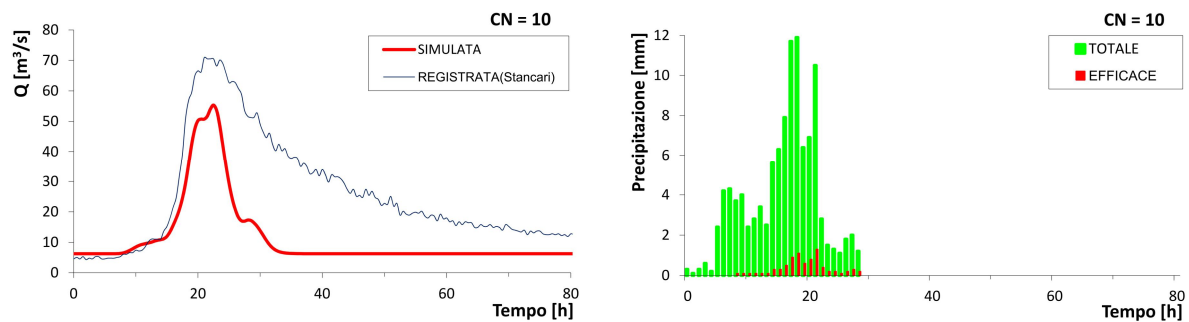 CN = 10
Q [m³/s]
80
70
60
50
40
30
20
10
0
SIMULATA
REGISTRATA(Stancari)
0
20
40
60
80
Tempo [h]
CN = 10
Precipitazione [mm]
12
10
8
6
4
2
0
TOTALE
EFFICACE
0
20
40
60
80
Tempo [h]